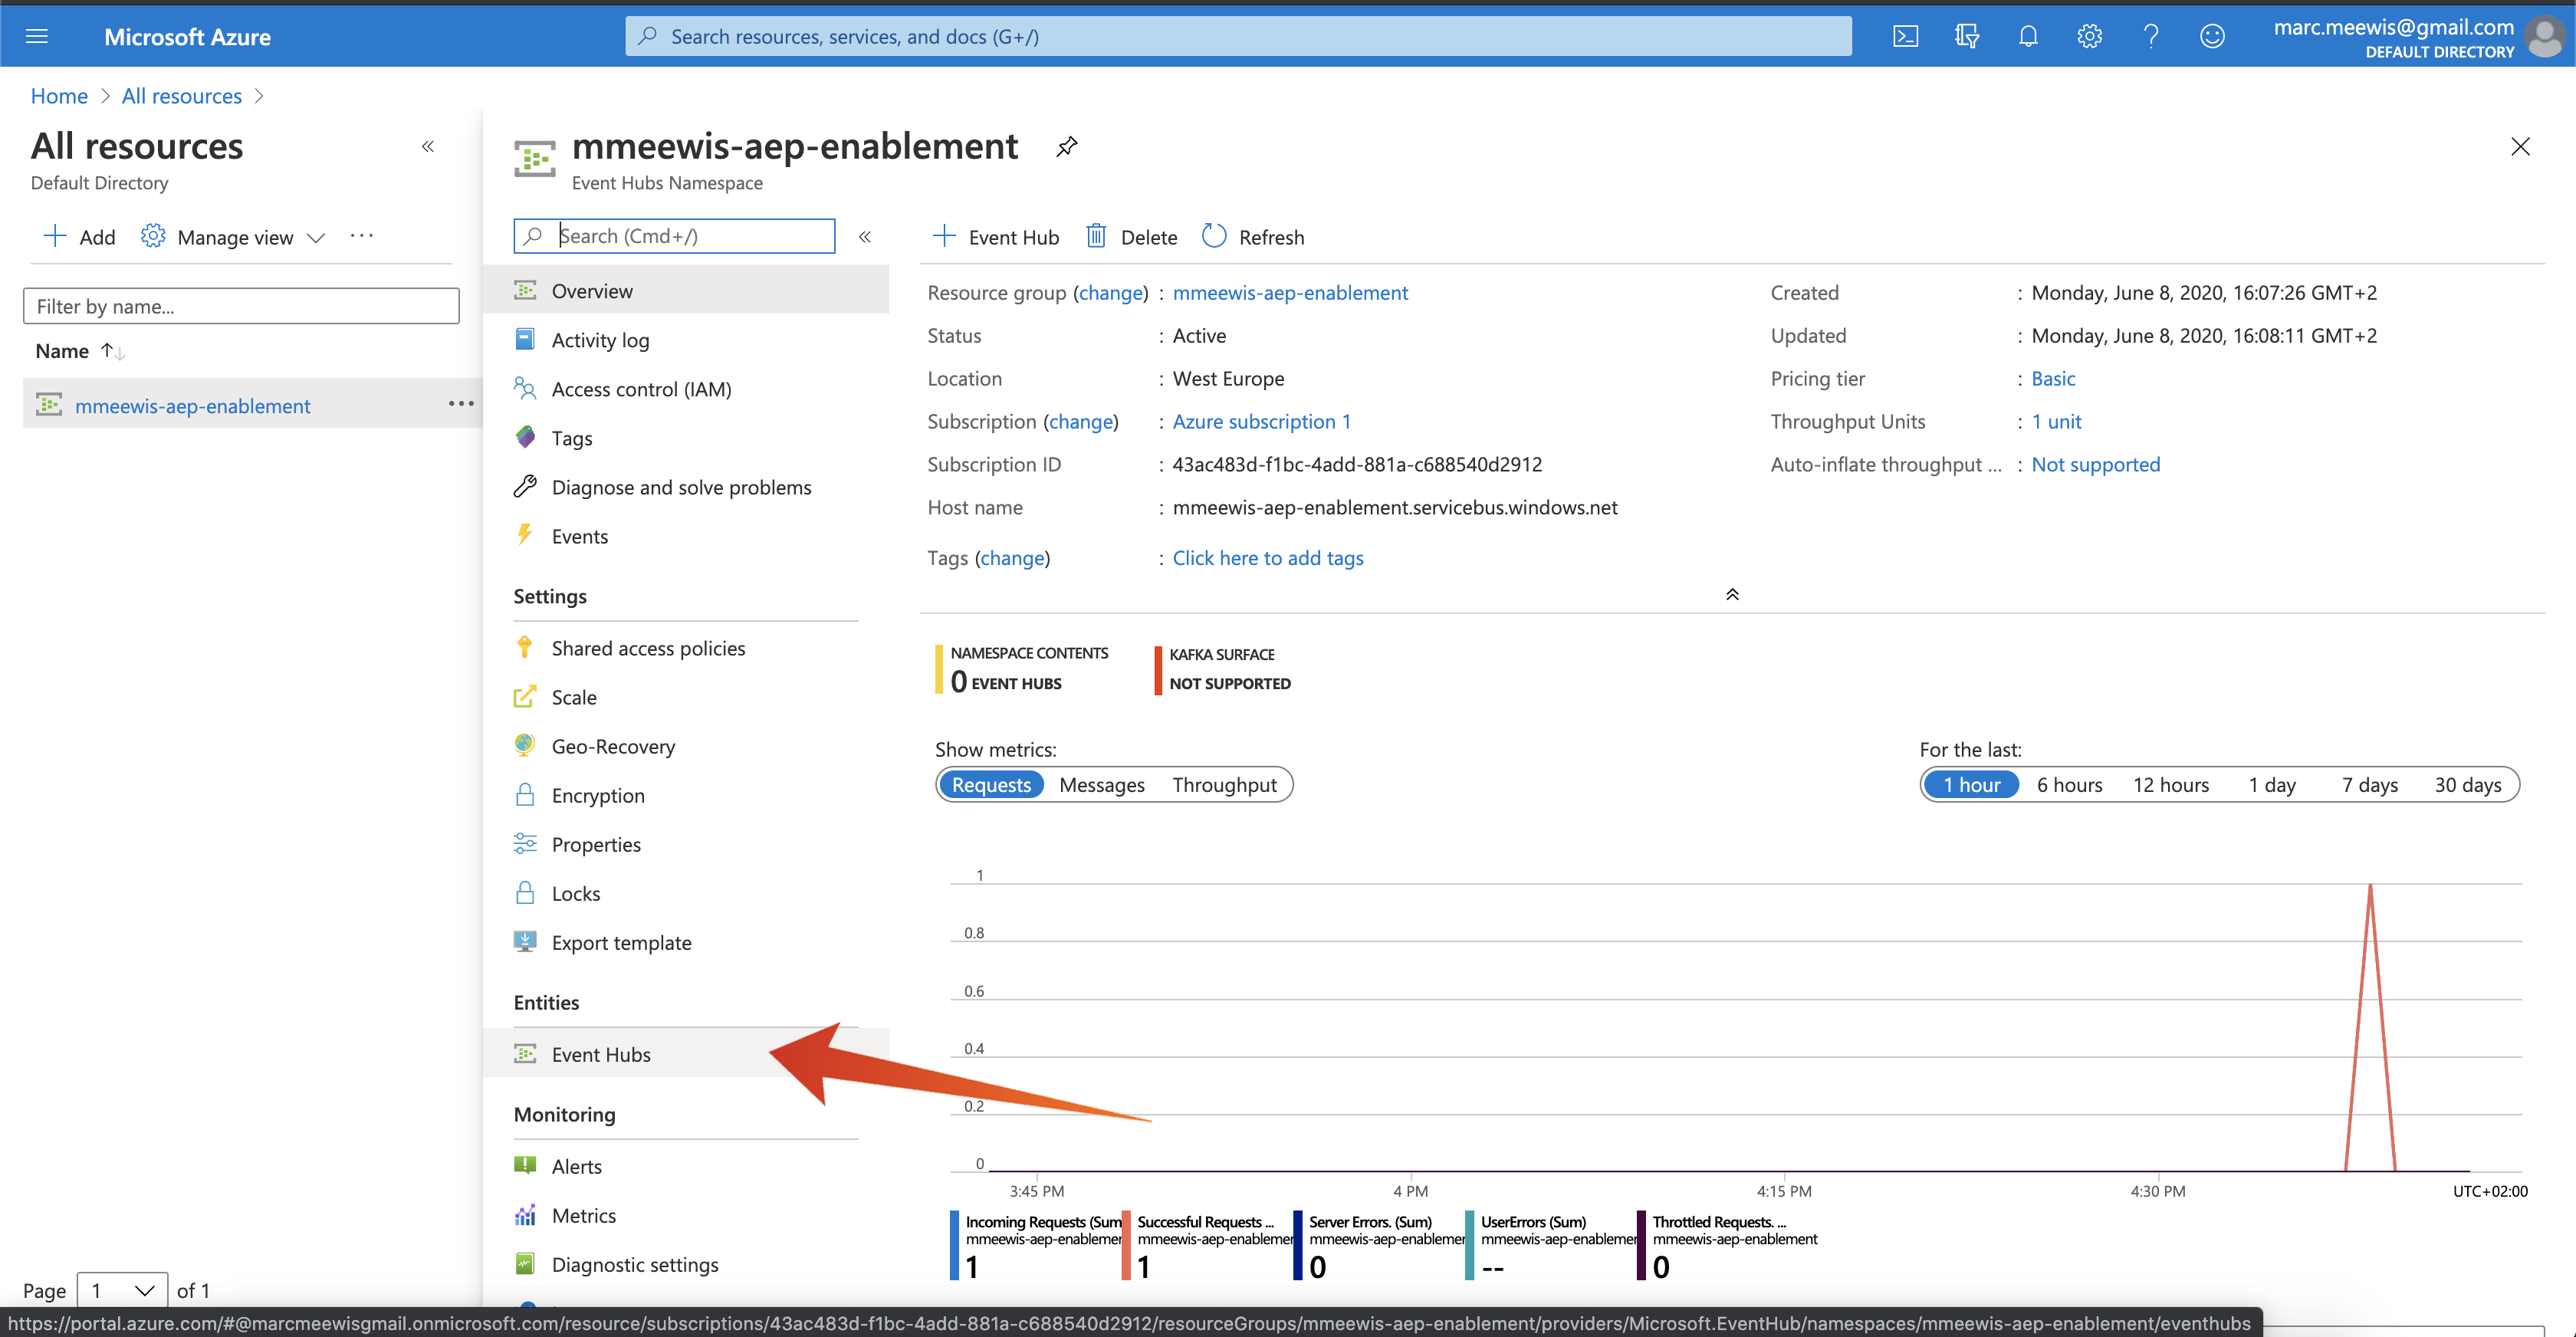 Microsoft Azure
Search resources, services, and docs (G+/)
marc.meewis@gmail.com
DEFAULT DIRECTORY
Home > All resources >
All resources
Default Directory
Add
Manage view
Filter by name...
Name
mmeewis-aep-enablement
Page 1 of 1
mmeewis-aep-enablement
Event Hubs Namespace
Search (Cmd+/)
Overview
Activity log
Access control (IAM)
Tags
Diagnose and solve problems
Events
Settings
Shared access policies
Scale
Geo-Recovery
Encryption
Properties
Locks
Export template
Entities
Event Hubs
Monitoring
Alerts
Metrics
Diagnostic settings
Event Hub
Delete
Refresh
Resource group (change) : mmeewis-aep-enablement
Status : Active
Location : West Europe
Subscription (change) : Azure subscription 1
Subscription ID : 43ac483d-f1bc-4add-881a-c688540d2912
Host name : mmeewis-aep-enablement.servicebus.windows.net
Tags (change) : Click here to add tags
Created : Monday, June 8, 2020, 16:07:26 GMT+2
Updated : Monday, June 8, 2020, 16:08:11 GMT+2
Pricing tier : Basic
Throughput Units : 1 unit
Auto-inflate throughput ... : Not supported
NAMESPACE CONTENTS
0 EVENT HUBS
KAFKA SURFACE
NOT SUPPORTED
Show metrics:
Requests Messages Throughput
For the last:
1 hour 6 hours 12 hours 1 day 7 days 30 days
1
0.8
0.6
0.4
0.2
0
3:45 PM 4 PM 4:15 PM 4:30 PM UTC+02:00
Incoming Requests (Sum
mmeewis-aep-enablemer
1
Successful Requests ...
mmeewis-aep-enablemer
1
Server Errors. (Sum)
mmeewis-aep-enablemer
0
UserErrors (Sum)
mmeewis-aep-enablemer
--
Throttled Requests. ...
mmeewis-aep-enablement
0
https://portal.azure.com/#@marcmeewisgmail.onmicrosoft.com/resource/subscriptions/43ac483d-f1bc-4add-881a-c688540d2912/resourceGroups/mmeewis-aep-enablement/providers/Microsoft.EventHub/namespaces/mmeewis-aep-enablement/eventhubs